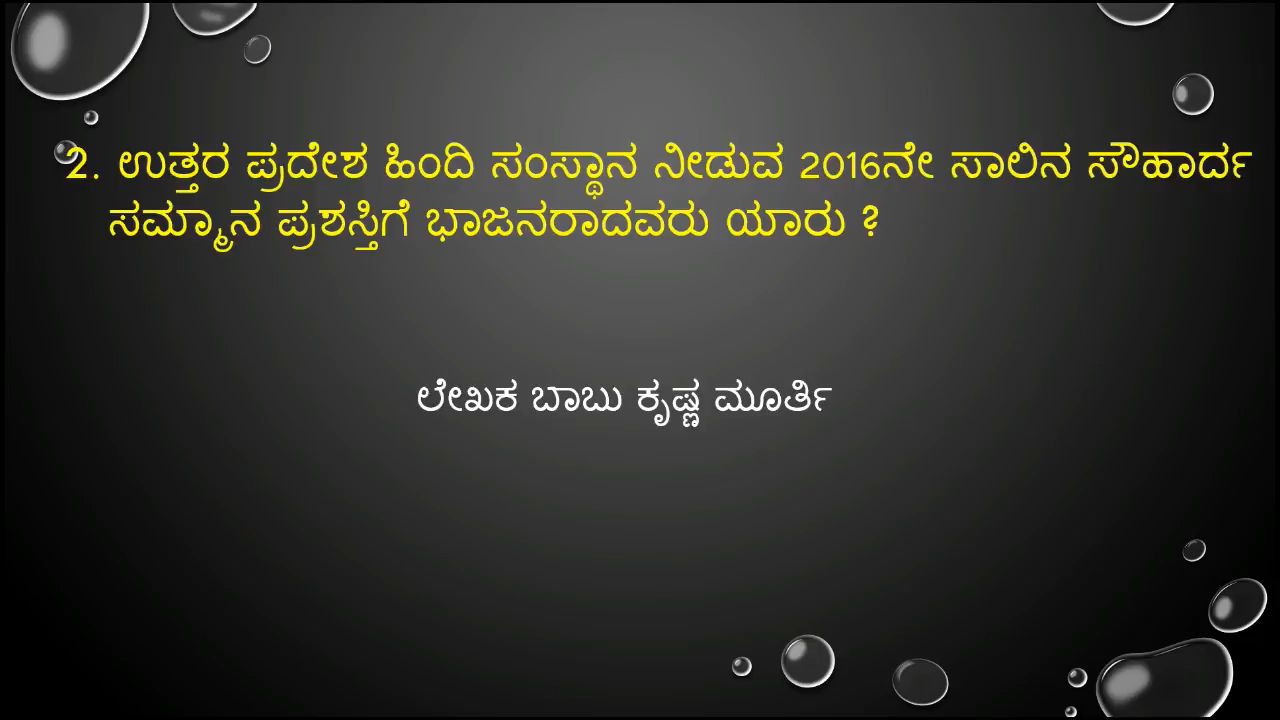 2. ಉತ್ತರ ಪ್ರದೇಶ ಹಿಂದಿ ಸಂಸ್ಥಾನ ನೀಡುವ 2016ನೇ ಸಾಲಿನ ಸೌಹಾರ್ದ
ಸಮ್ಮಾನ ಪ್ರಶಸ್ತಿಗೆ ಭಾಜನರಾದವರು ಯಾರು ?
ಲೇಖಕ ಬಾಬು ಕೃಷ್ಣ ಮೂರ್ತಿ